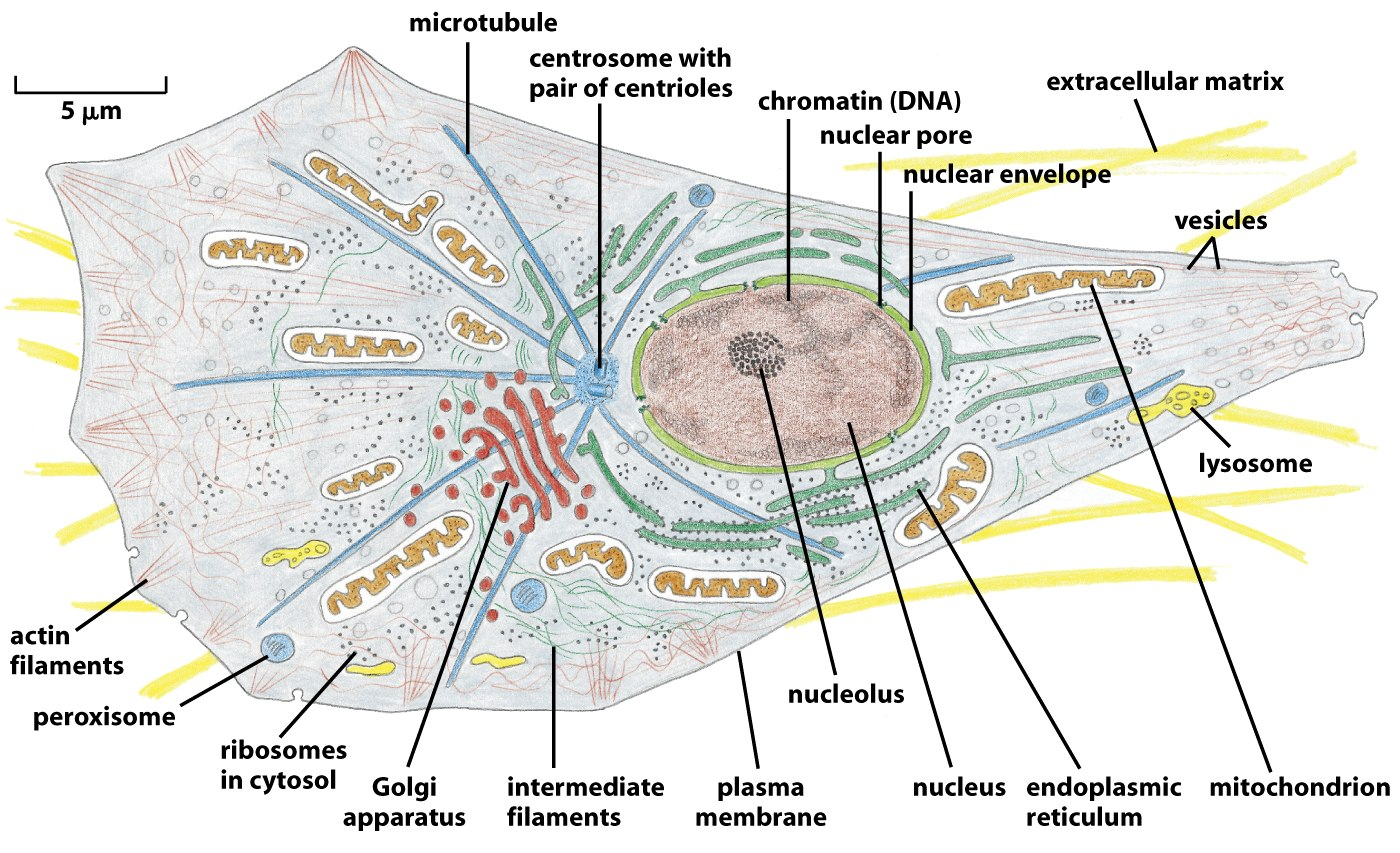 microtubule
centrosome with
pair of centrioles
5 μm
chromatin (DNA)
extracellular matrix
nuclear pore
nuclear envelope
vesicles
lysosome
actin
filaments
peroxisome
ribosomes
in cytosol
Golgi
apparatus
intermediate
filaments
plasma
membrane
nucleolus
nucleus
endoplasmic
reticulum
mitochondrion